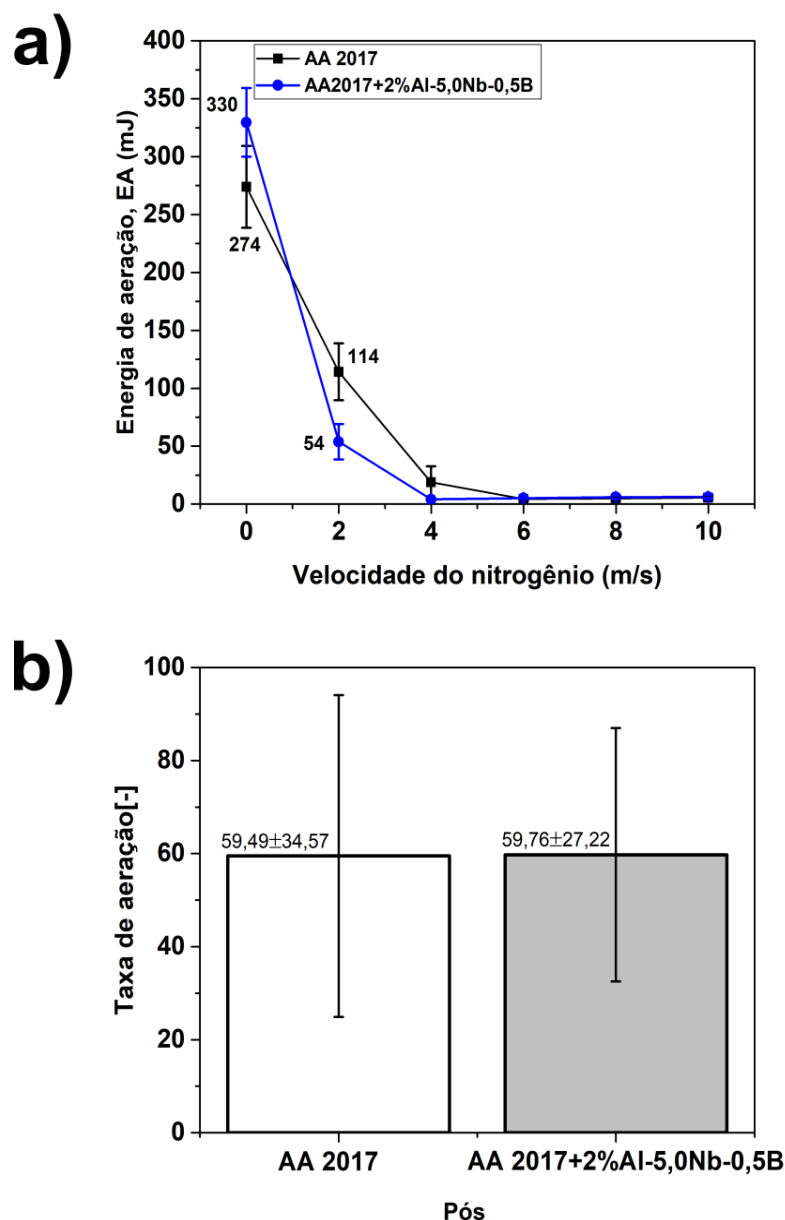 a)
400
350
300
250
200
150
100
50
0
Energia de aeração, EA (mJ)
AA 2017
AA2017+2%Al-5,0Nb-0,5B
330
274
114
54
0 2 4 6 8 10
Velocidade do nitrogênio (m/s)
b)
100
80
60
40
20
0
Taxa de aeração[-]
59,49±34,57
59,76±27,22
AA 2017
AA 2017+2%Al-5,0Nb-0,5B
Pós